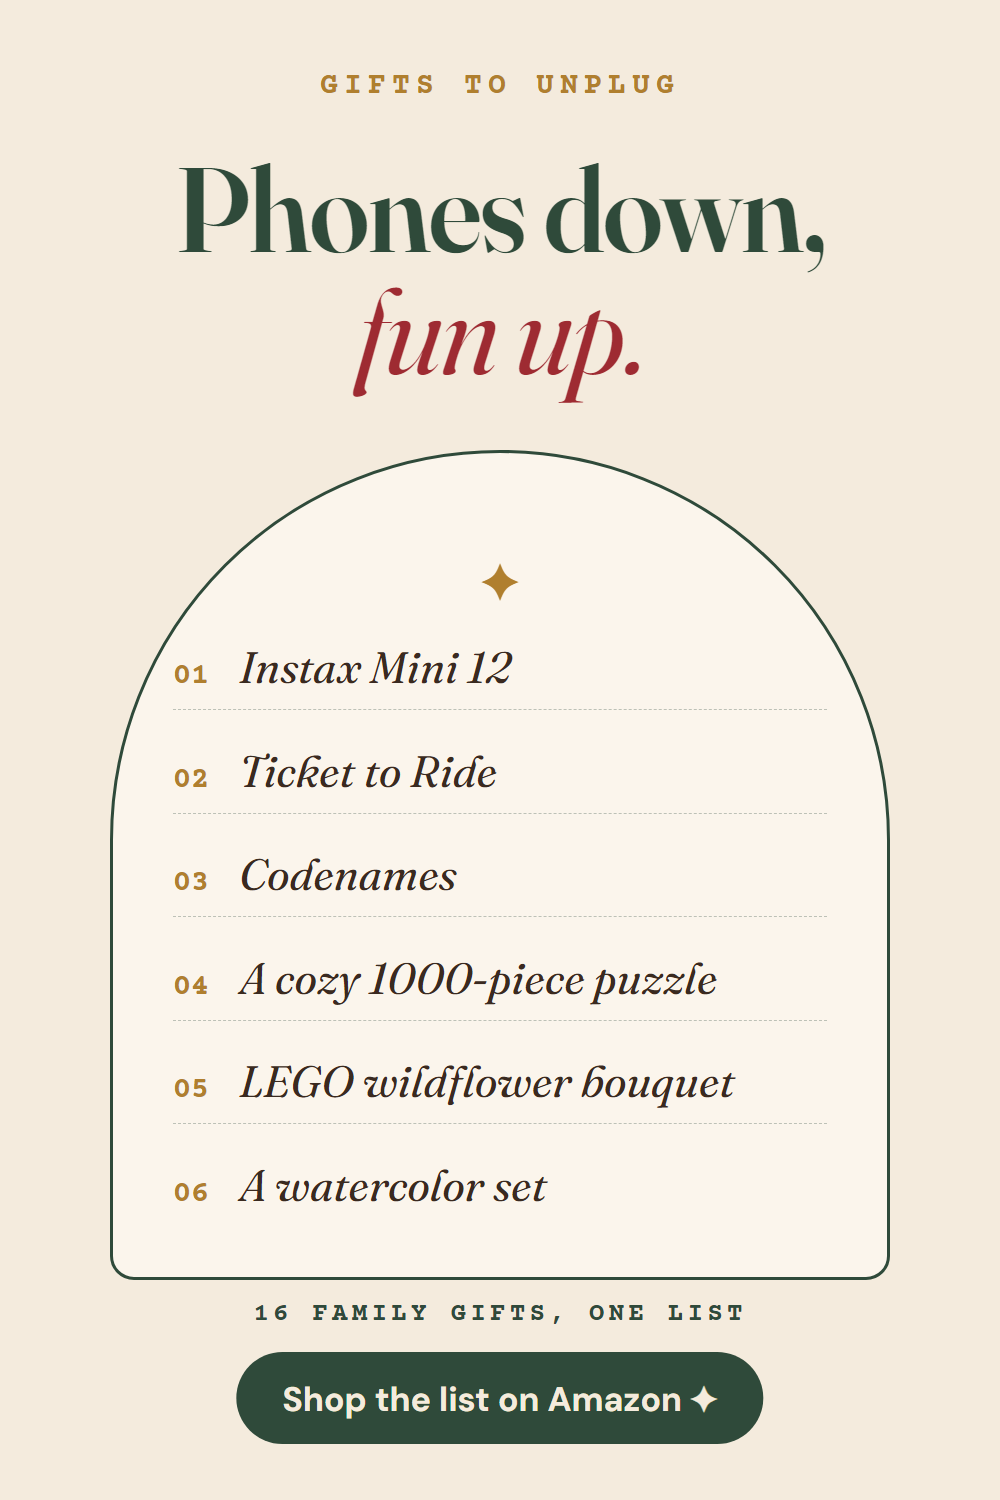 GIFTS TO UNPLUG
Phones down,
fun up.
01 Instax Mini 12
02 Ticket to Ride
03 Codenames
04 A cozy 1000-piece puzzle
05 LEGO wildflower bouquet
06 A watercolor set
16 FAMILY GIFTS, ONE LIST
Shop the list on Amazon ✦